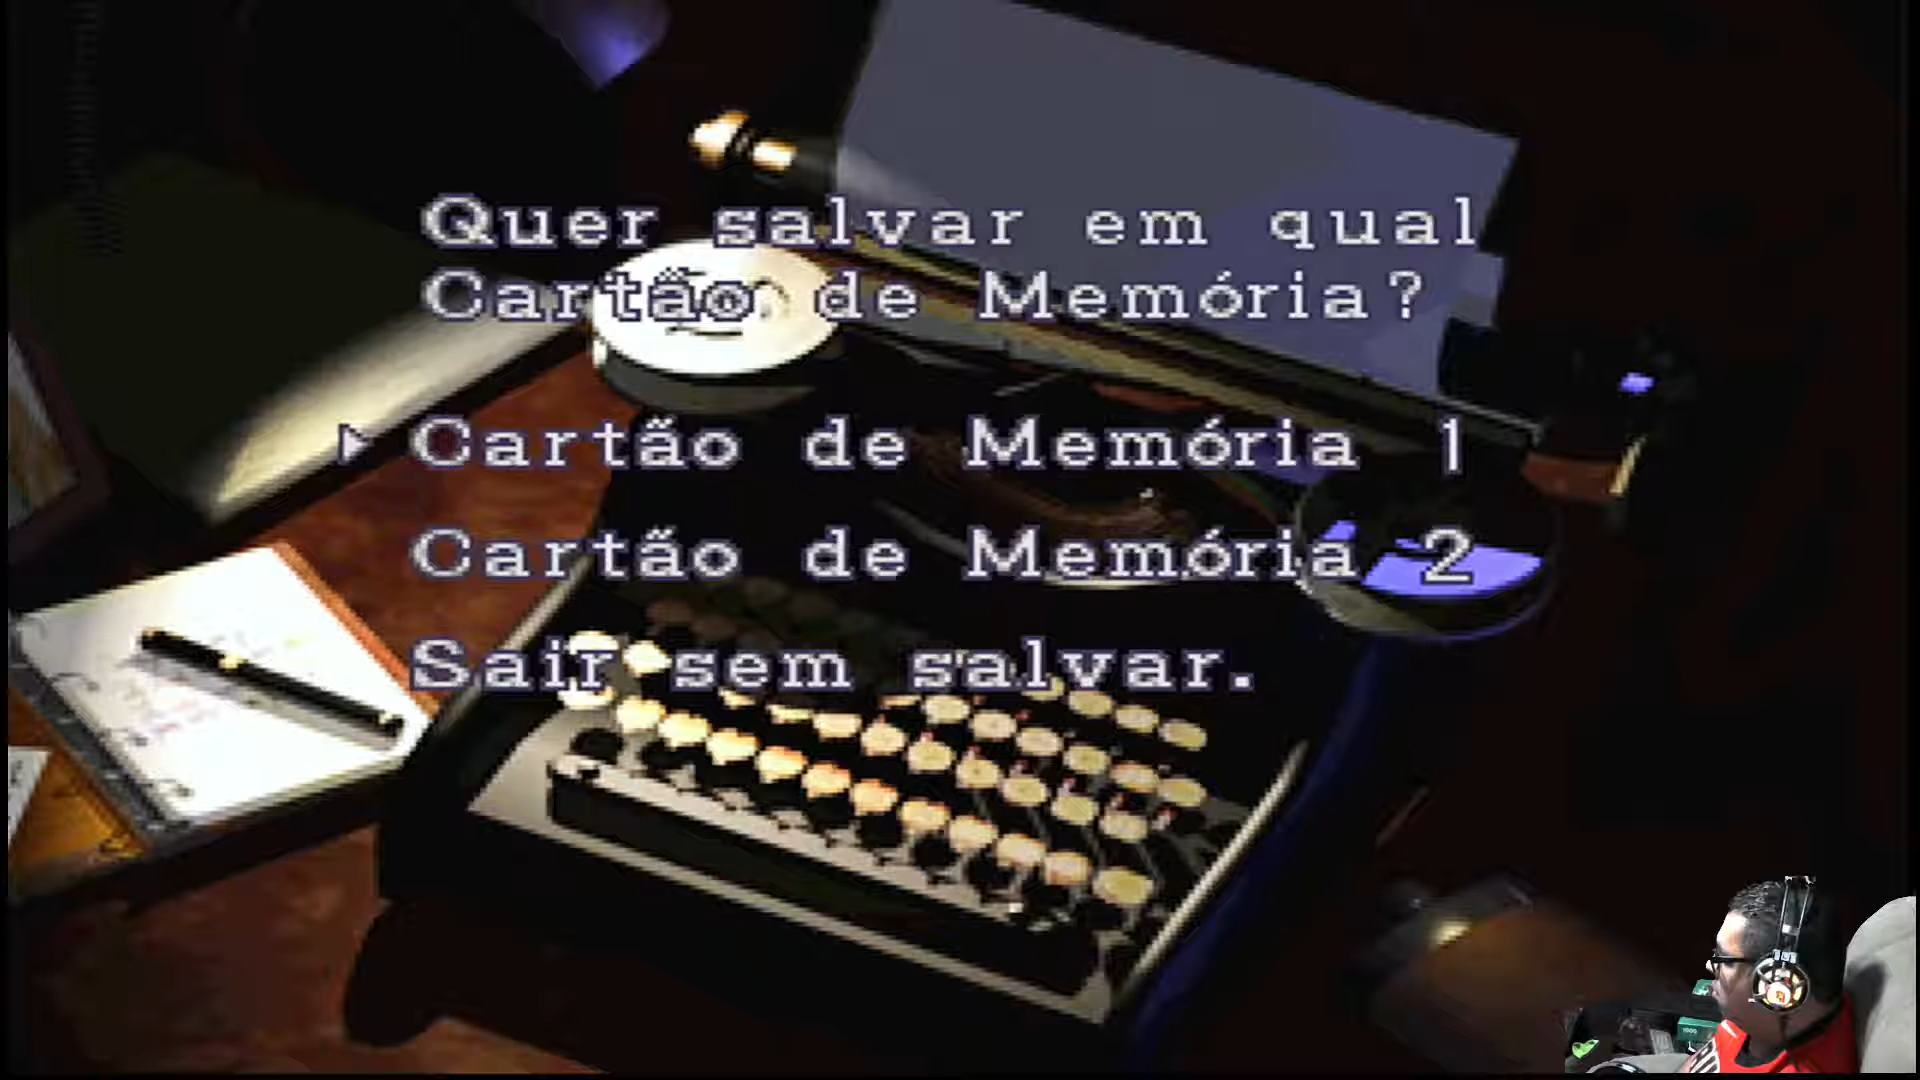 Quer salvar em qual
Cartão de Memória?
Cartão de Memória 1
Cartão de Memória 2
Sair sem salvar.